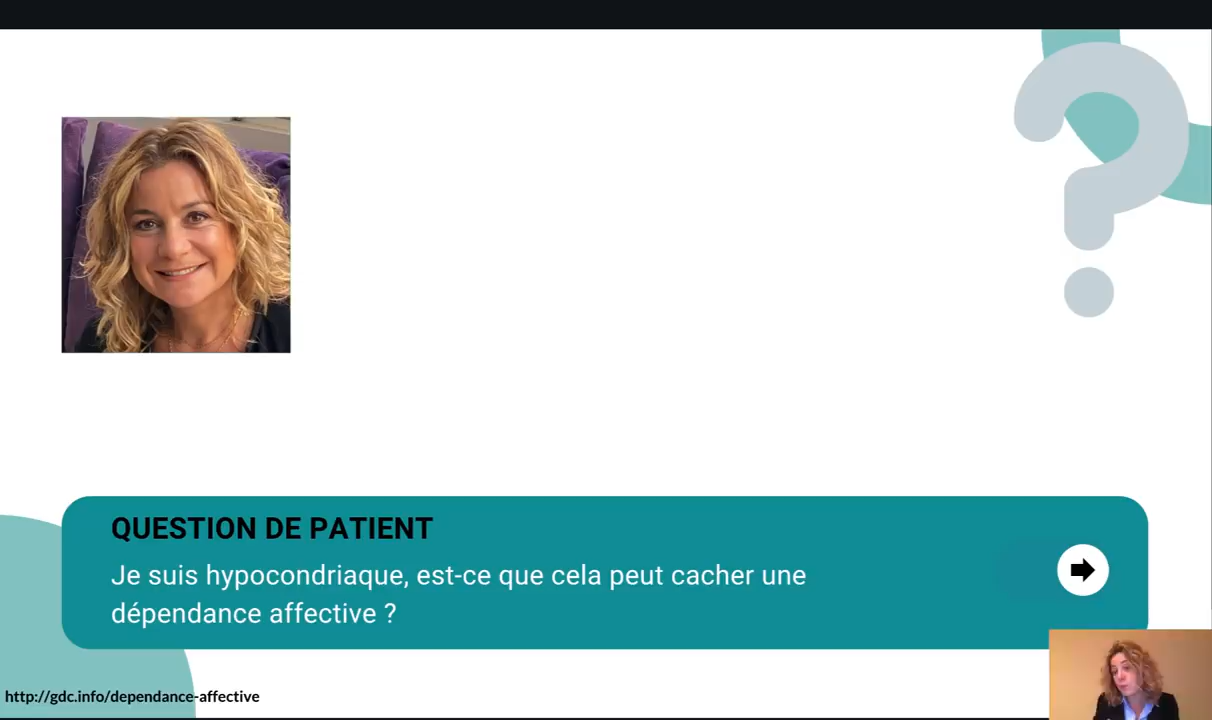 QUESTION DE PATIENT
Je suis hypocondriaque, est-ce que cela peut cacher une
dépendance affective ?
http://gdc.info/dependance-affective